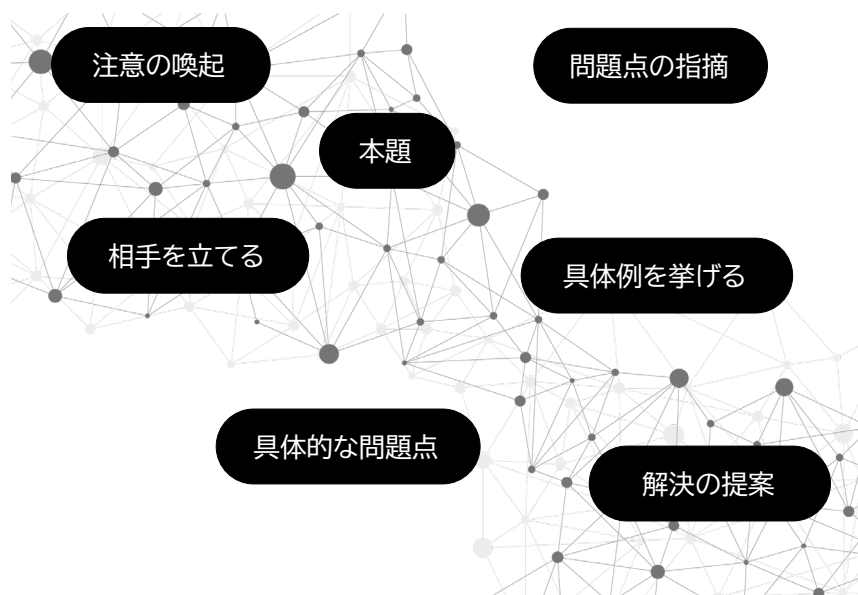 注意の喚起
問題点の指摘
本題
相手を立てる
具体例を挙げる
具体的な問題点
解決の提案